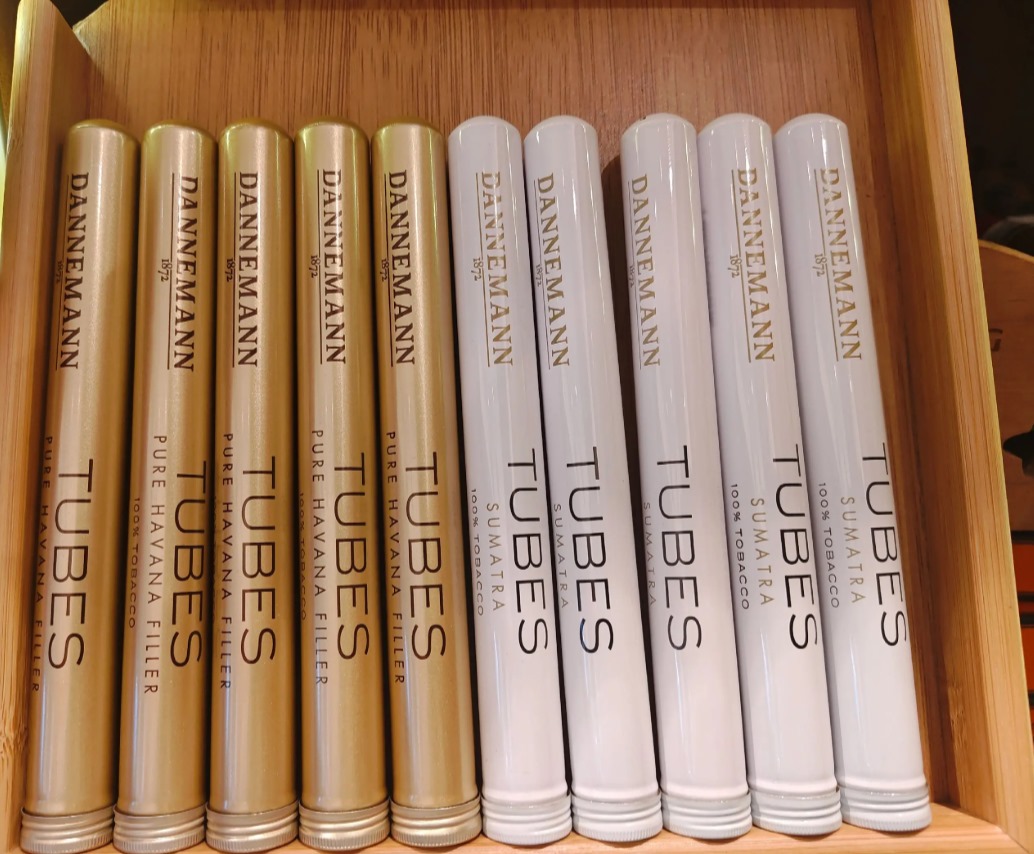 DANNEMANN
1872
TUBES
PURE HAVANA FILLER
DANNEMANN
1872
TUBES
PURE HAVANA FILLER
100% TOBACCO
DANNEMANN
1872
TUBES
PURE HAVANA FILLER
DANNEMANN
1872
TUBES
PURE HAVANA FILLER
100% TOBACCO
DANNEMANN
1872
TUBES
PURE HAVANA FILLER
DANNEMANN
1872
TUBES
SUMATRA
100% TOBACCO
DANNEMANN
1872
TUBES
SUMATRA
DANNEMANN
1872
TUBES
SUMATRA
DANNEMANN
1872
TUBES
SUMATRA
100% TOBACCO
DANNEMANN
1872
TUBES
SUMATRA
100% TOBACCO